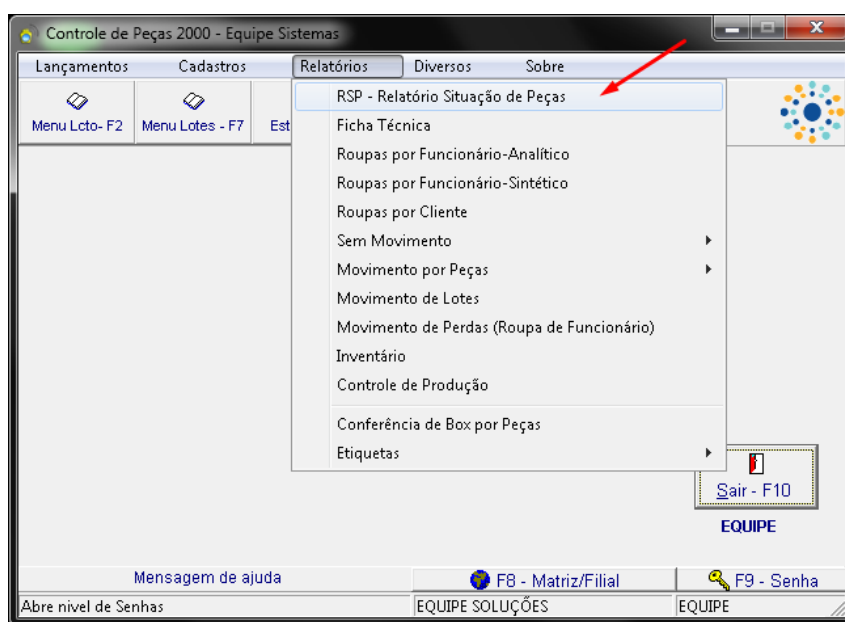 Controle de Peças 2000 - Equipe Sistemas
Lançamentos Cadastros Relatórios Diversos Sobre
Menu Lcto- F2 Menu Lotes - F7 Est
RSP - Relatório Situação de Peças
Ficha Técnica
Roupas por Funcionário-Analítico
Roupas por Funcionário-Sintético
Roupas por Cliente
Sem Movimento
Movimento por Peças
Movimento de Lotes
Movimento de Perdas (Roupa de Funcionário)
Inventário
Controle de Produção
Conferência de Box por Peças
Etiquetas
Sair - F10
EQUIPE
Mensagem de ajuda F8 - Matriz/Filial F9 - Senha
Abre nivel de Senhas EQUIPE SOLUÇÕES EQUIPE